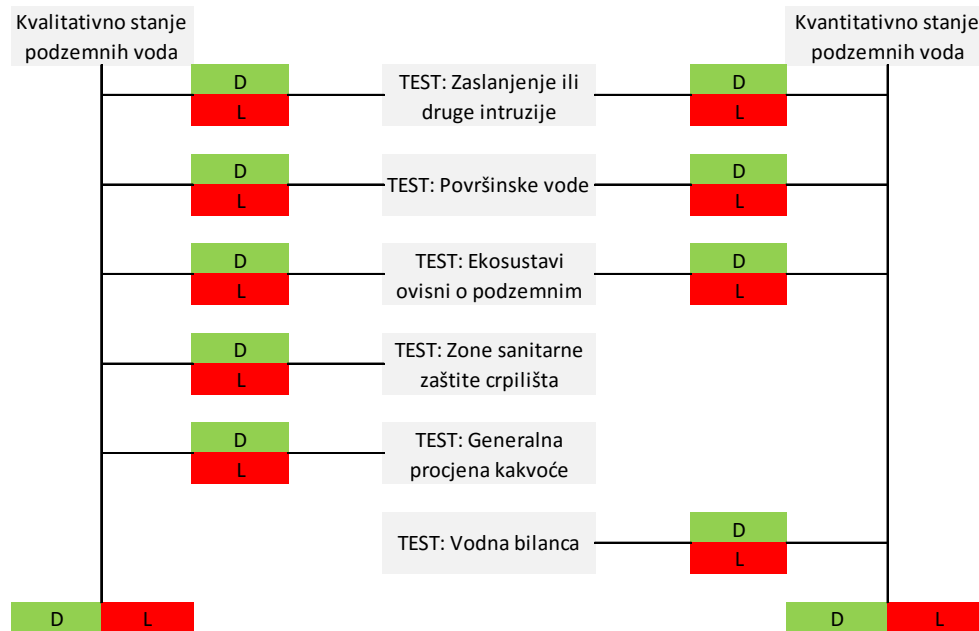 Kvalitativno stanje
podzemnih voda
Kvantitativno stanje
podzemnih voda
D
L
TEST: Zaslanjenje ili
druge intruzije
D
L
D
L
TEST: Površinske vode
D
L
D
L
TEST: Ekosustavi
ovisni o podzemnim
D
L
D
L
TEST: Zone sanitarne
zaštite crpilišta
D
L
TEST: Generalna
procjena kakvoće
TEST: Vodna bilanca
D
L
D L
D L